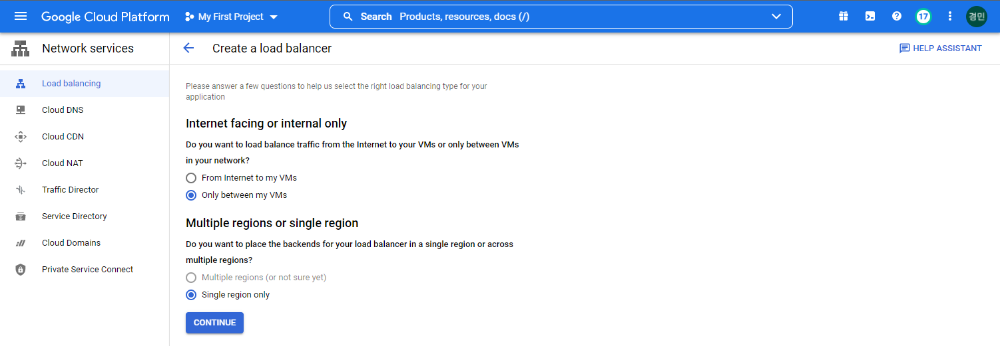 Google Cloud Platform
My First Project
Search Products, resources, docs (/)
17
경민
Network services
Create a load balancer
HELP ASSISTANT
Load balancing
Cloud DNS
Cloud CDN
Cloud NAT
Traffic Director
Service Directory
Cloud Domains
Private Service Connect
Please answer a few questions to help us select the right load balancing type for your
application
Internet facing or internal only
Do you want to load balance traffic from the Internet to your VMs or only between VMs
in your network?
From Internet to my VMs
Only between my VMs
Multiple regions or single region
Do you want to place the backends for your load balancer in a single region or across
multiple regions?
Multiple regions (or not sure yet)
Single region only
CONTINUE